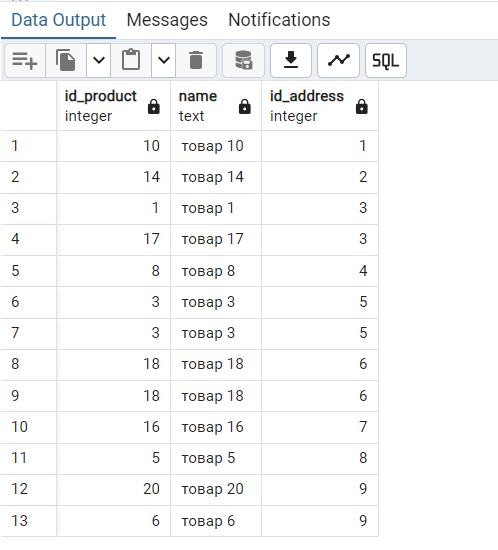 Data Output Messages Notifications
SQL
id_product name id_address
integer text integer
1 10 товар 10 1
2 14 товар 14 2
3 1 товар 1 3
4 17 товар 17 3
5 8 товар 8 4
6 3 товар 3 5
7 3 товар 3 5
8 18 товар 18 6
9 18 товар 18 6
10 16 товар 16 7
11 5 товар 5 8
12 20 товар 20 9
13 6 товар 6 9